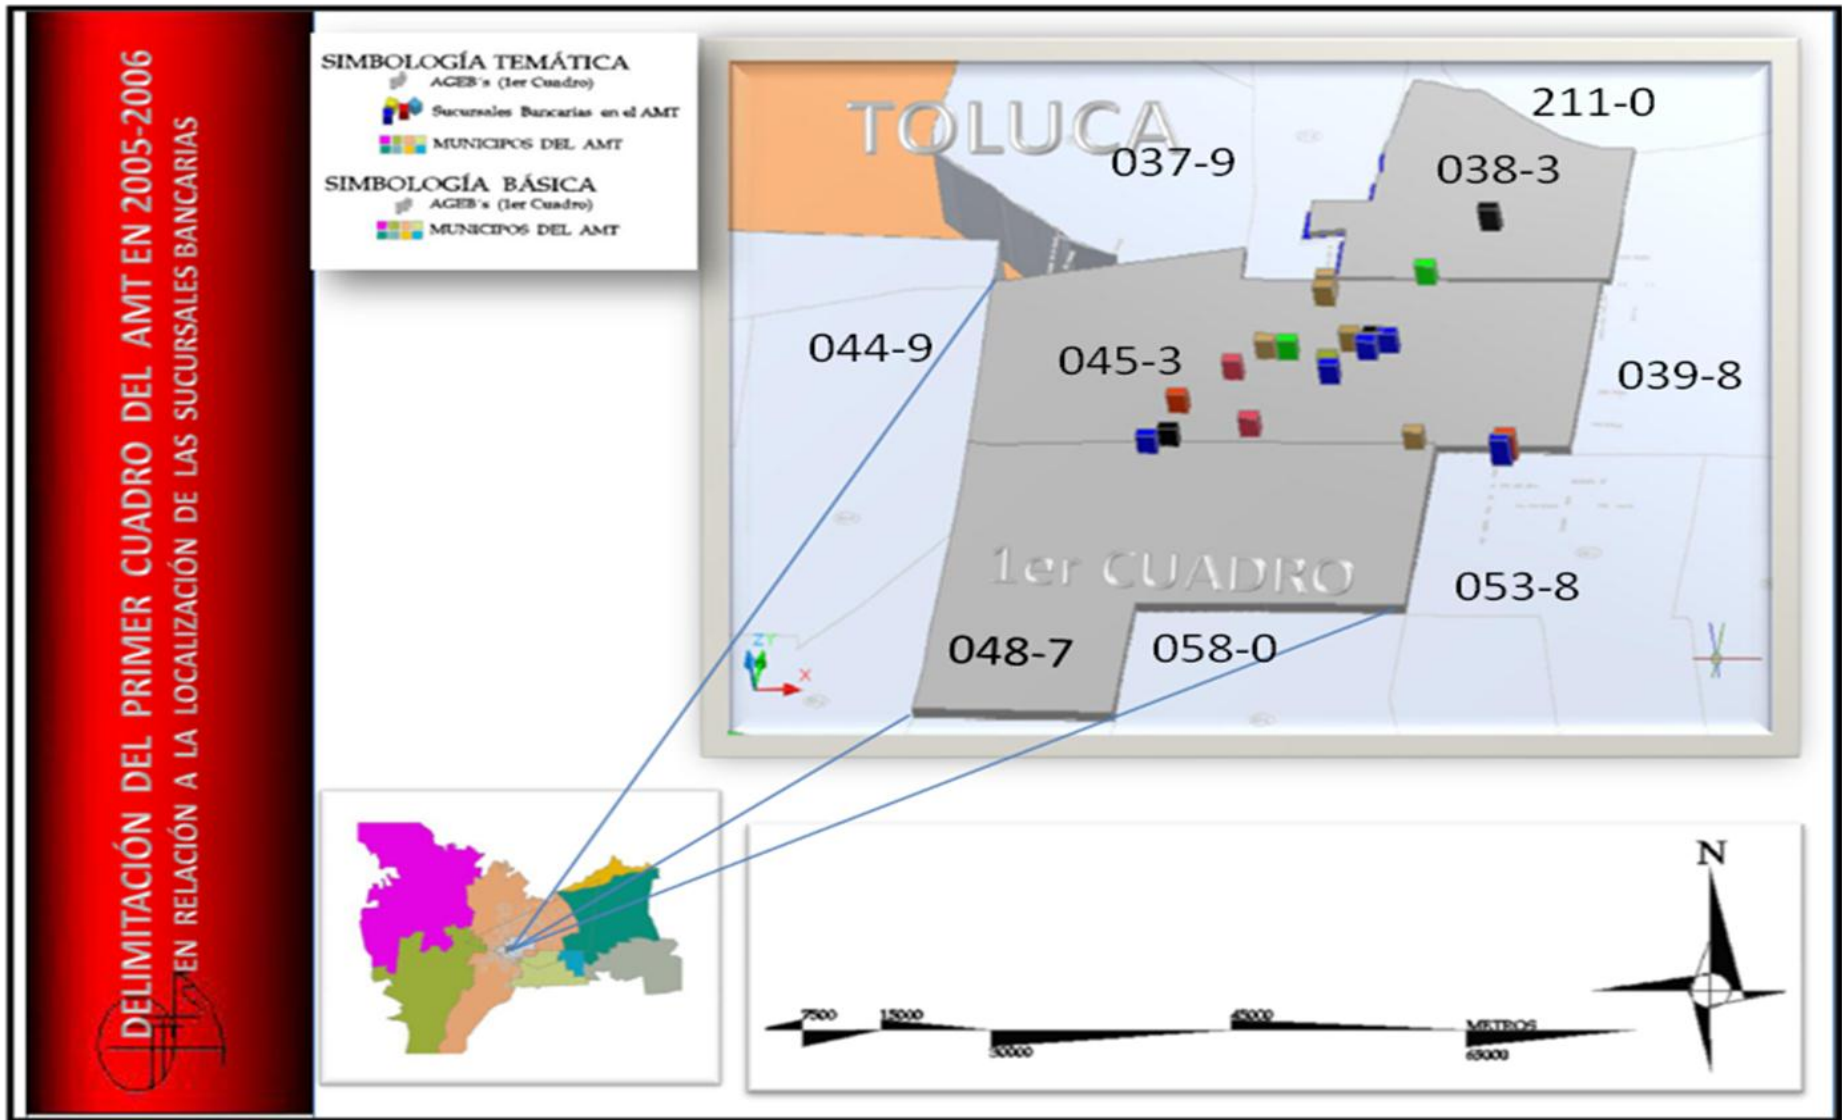 DELIMITACIÓN DEL PRIMER CUADRO DEL AMT EN 2005-2006
EN RELACIÓN A LA LOCALIZACIÓN DE LAS SUCURSALES BANCARIAS
SIMBOLOGÍA TEMÁTICA
AGEB´s (1er Cuadro)
Sucursales Bancarias en el AMT
MUNICIPOS DEL AMT
SIMBOLOGÍA BÁSICA
AGEB´s (1er Cuadro)
MUNICIPOS DEL AMT
TOLUCA
211-0
037-9
038-3
044-9
045-3
039-8
1er CUADRO
053-8
048-7
058-0
ZY
X
N
7500
15000
30000
45000
METROS
65000